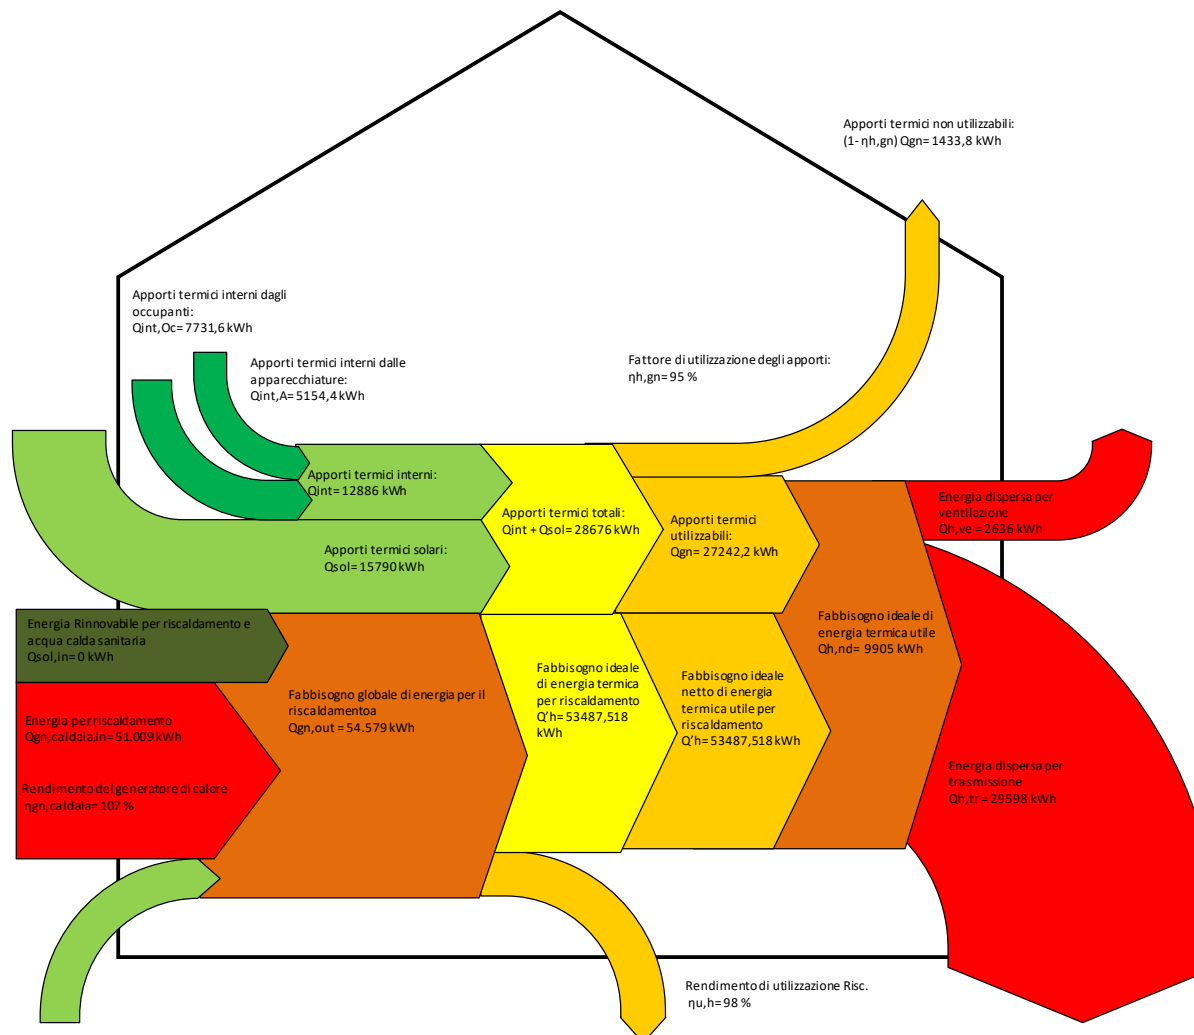 Apporti termici non utilizzabili:
(1- ηh,gn) Qgn= 1433,8 kWh
Apporti termici interni dagli
occupanti:
Qint,Oc= 7731,6 kWh
Apporti termici interni dalle
apparecchiature:
Qint,A= 5154,4 kWh
Fattore di utilizzazione degli apporti:
ηh,gn= 95 %
Apporti termici interni:
Qint= 12886 kWh
Apporti termici totali:
Qint + Qsol= 28676 kWh
Apporti termici
utilizzabili:
Qgn= 27242,2 kWh
Energia dispersa per
ventilazione
Qh,ve = 2636 kWh
Apporti termici solari:
Qsol= 15790 kWh
Energia Rinnovabile per riscaldamento e
acqua calda sanitaria
Qsol,in= 0 kWh
Fabbisogno ideale di
energia termica utile
Qh,nd= 9905 kWh
Fabbisogno globale di energia per il
riscaldamentoa
Qgn,out = 54.579 kWh
Fabbisogno ideale
di energia termica
per riscaldamento
Q'h= 53487,518
kWh
Fabbisogno ideale
netto di energia
termica utile per
riscaldamento
Q'h= 53487,518 kWh
Energia per riscaldamento
Qgn,caldaia,in= 51.009 kWh
Rendimento del generatore di calore
ηgn,caldaia= 107 %
Energia dispersa per
trasmissione
Qh,tr = 29598 kWh
Rendimento di utilizzazione Risc.
ηu,h= 98 %